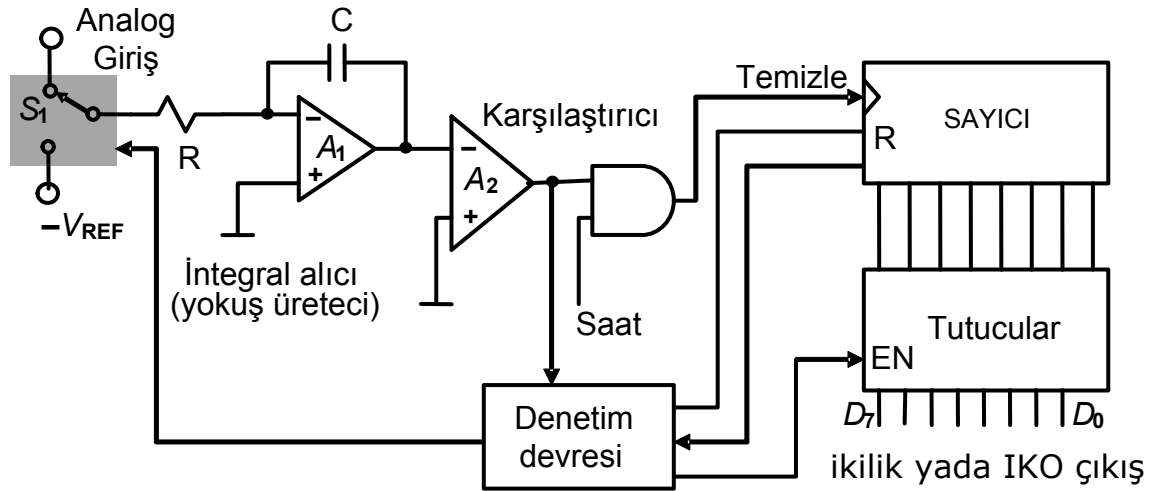 Analog
Giriş
C
S1
R
−
A1
+
−VREF
İntegral alıcı
(yokuş üreteci)
Karşılaştırıcı
−
A2
+
Saat
Temizle
SAYICI
R
Tutucular
EN
D7
D0
ikilik yada IKO çıkış
Denetim
devresi